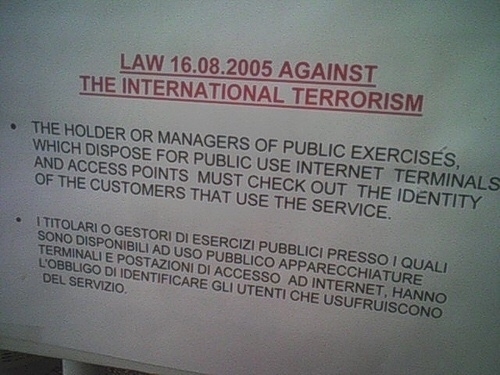 LAW 16.08.2005 AGAINST
THE INTERNATIONAL TERRORISM
• THE HOLDER OR MANAGERS OF PUBLIC EXERCISES,
WHICH DISPOSE FOR PUBLIC USE INTERNET TERMINALS
AND ACCESS POINTS MUST CHECK OUT THE IDENTITY
OF THE CUSTOMERS THAT USE THE SERVICE.
• I TITOLARI O GESTORI DI ESERCIZI PUBBLICI PRESSO I QUALI
SONO DISPONIBILI AD USO PUBBLICO APPARECCHIATURE
TERMINALI E POSTAZIONI DI ACCESSO AD INTERNET, HANNO
L'OBBLIGO DI IDENTIFICARE GLI UTENTI CHE USUFRUISCONO
DEL SERVIZIO.